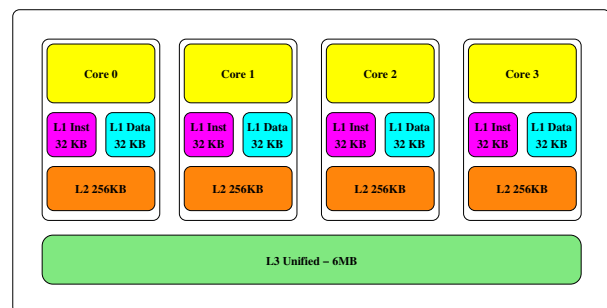 Core 0
Core 1
Core 2
Core 3
L1 Inst
32 KB
L1 Data
32 KB
L1 Inst
32 KB
L1 Data
32 KB
L1 Inst
32 KB
L1 Data
32 KB
L1 Inst
32 KB
L1 Data
32 KB
L2 256KB
L2 256KB
L2 256KB
L2 256KB
L3 Unified – 6MB